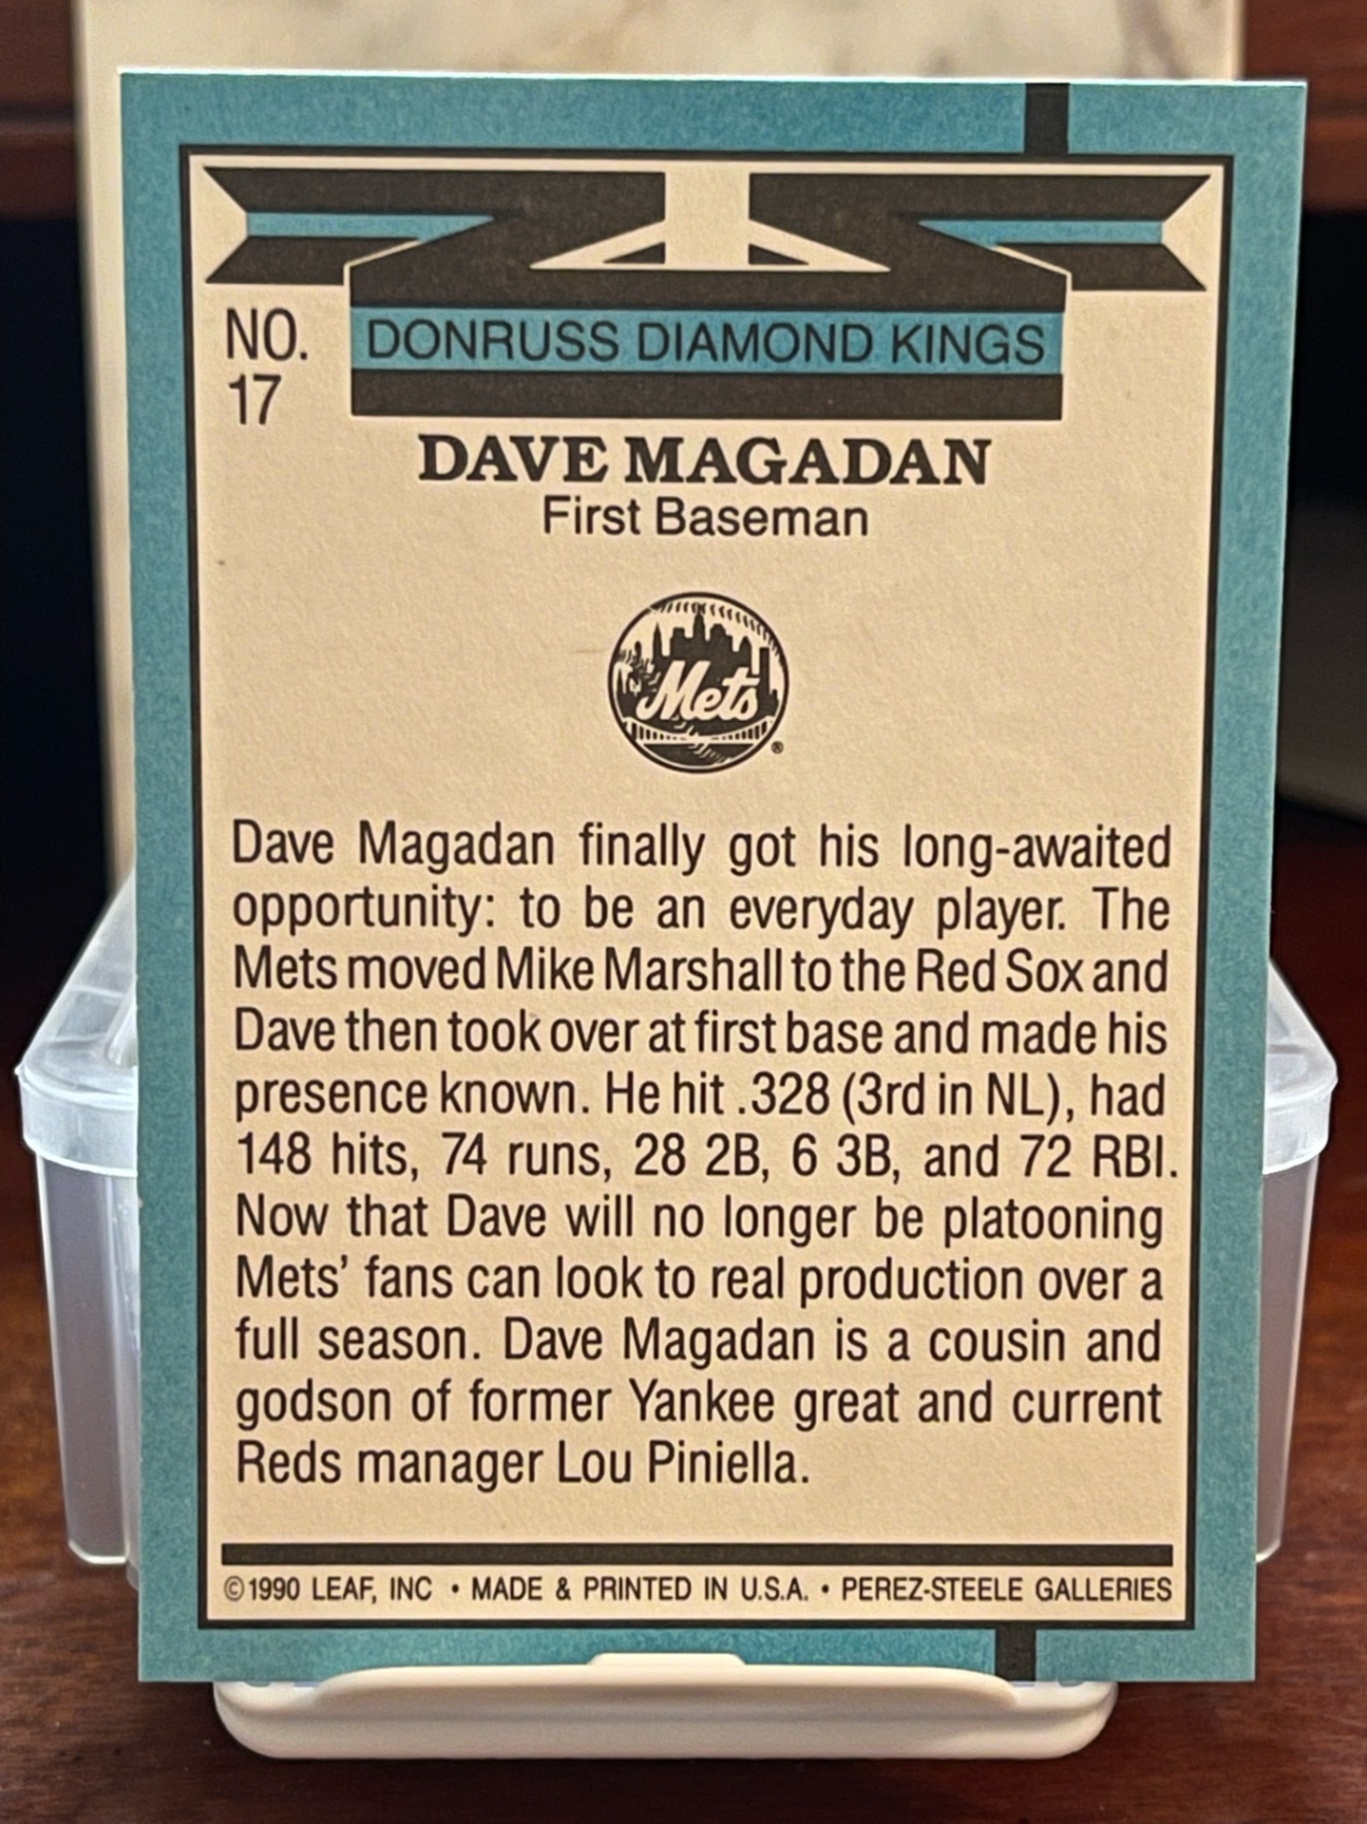 NO.
17
DONRUSS DIAMOND KINGS
DAVE MAGADAN
First Baseman
Mets
®
Dave Magadan finally got his long-awaited
opportunity: to be an everyday player. The
Mets moved Mike Marshall to the Red Sox and
Dave then took over at first base and made his
presence known. He hit .328 (3rd in NL), had
148 hits, 74 runs, 28 2B, 6 3B, and 72 RBI.
Now that Dave will no longer be platooning
Mets’ fans can look to real production over a
full season. Dave Magadan is a cousin and
godson of former Yankee great and current
Reds manager Lou Piniella.
©1990 LEAF, INC • MADE & PRINTED IN U.S.A. • PEREZ-STEELE GALLERIES